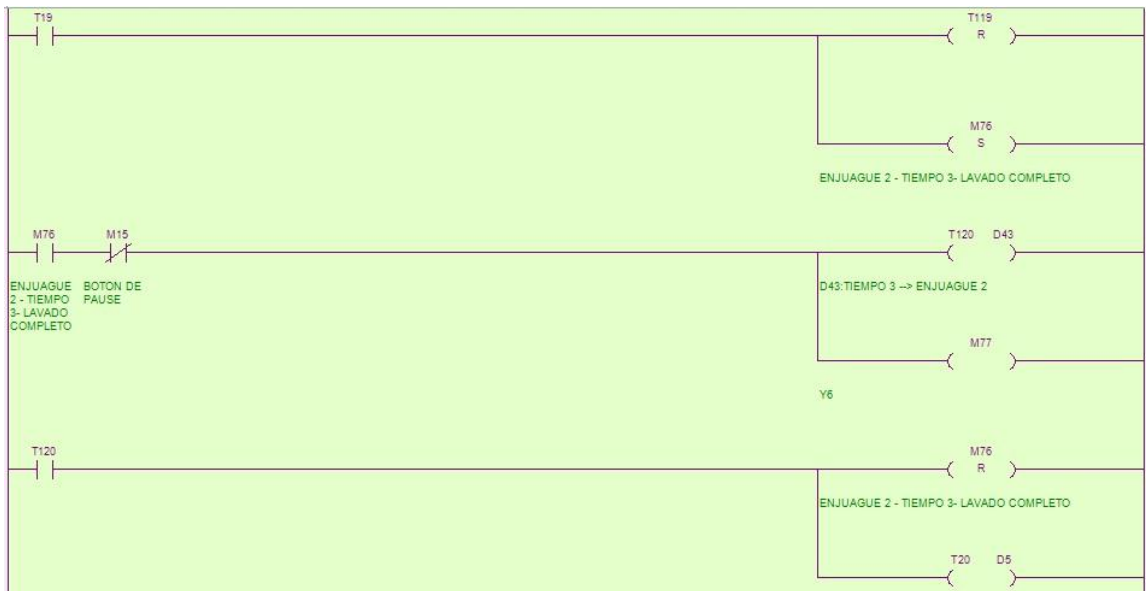 T19
T119
R
M76
S
ENJUAGUE 2 - TIEMPO 3- LAVADO COMPLETO
M76 M15
T120 D43
ENJUAGUE
2 - TIEMPO
3- LAVADO
COMPLETO
BOTON DE
PAUSE
D43:TIEMPO 3 --> ENJUAGUE 2
M77
Y6
T120
M76
R
ENJUAGUE 2 - TIEMPO 3- LAVADO COMPLETO
T20 D5